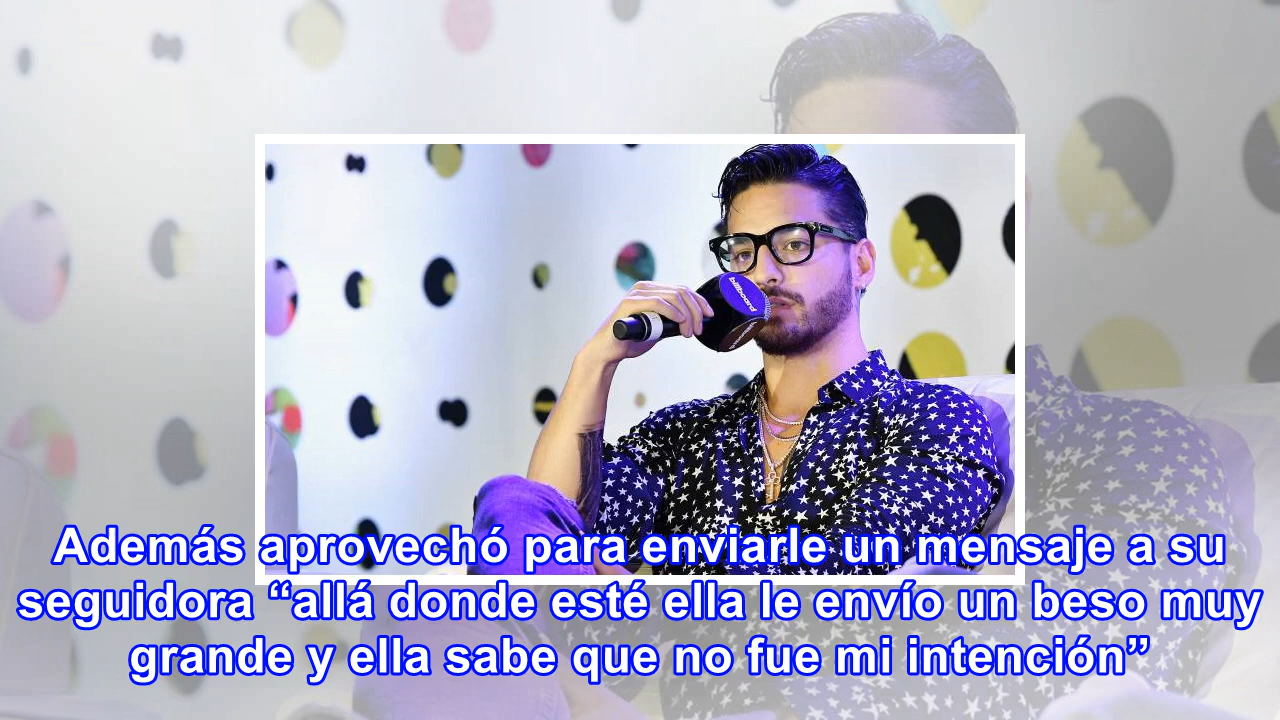 billboard
Además aprovechó para enviarle un mensaje a su
seguidora “allá donde esté ella le envío un beso muy
grande y ella sabe que no fue mi intención”